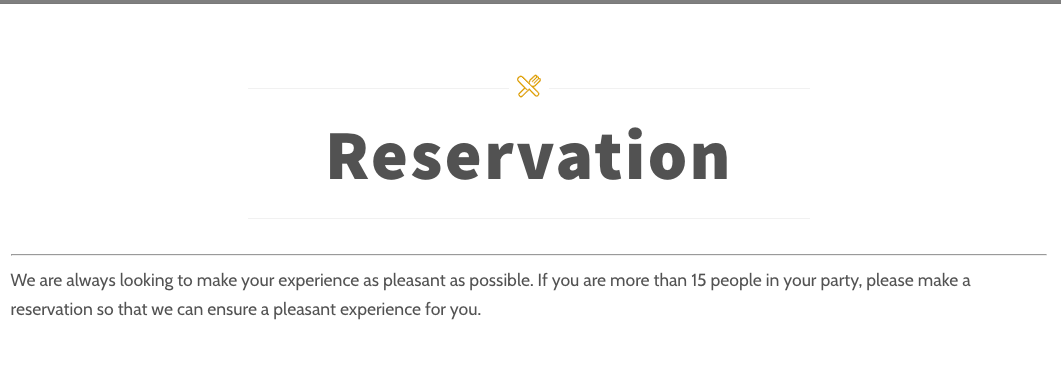 Reservation
We are always looking to make your experience as pleasant as possible. If you are more than 15 people in your party, please make a
reservation so that we can ensure a pleasant experience for you.